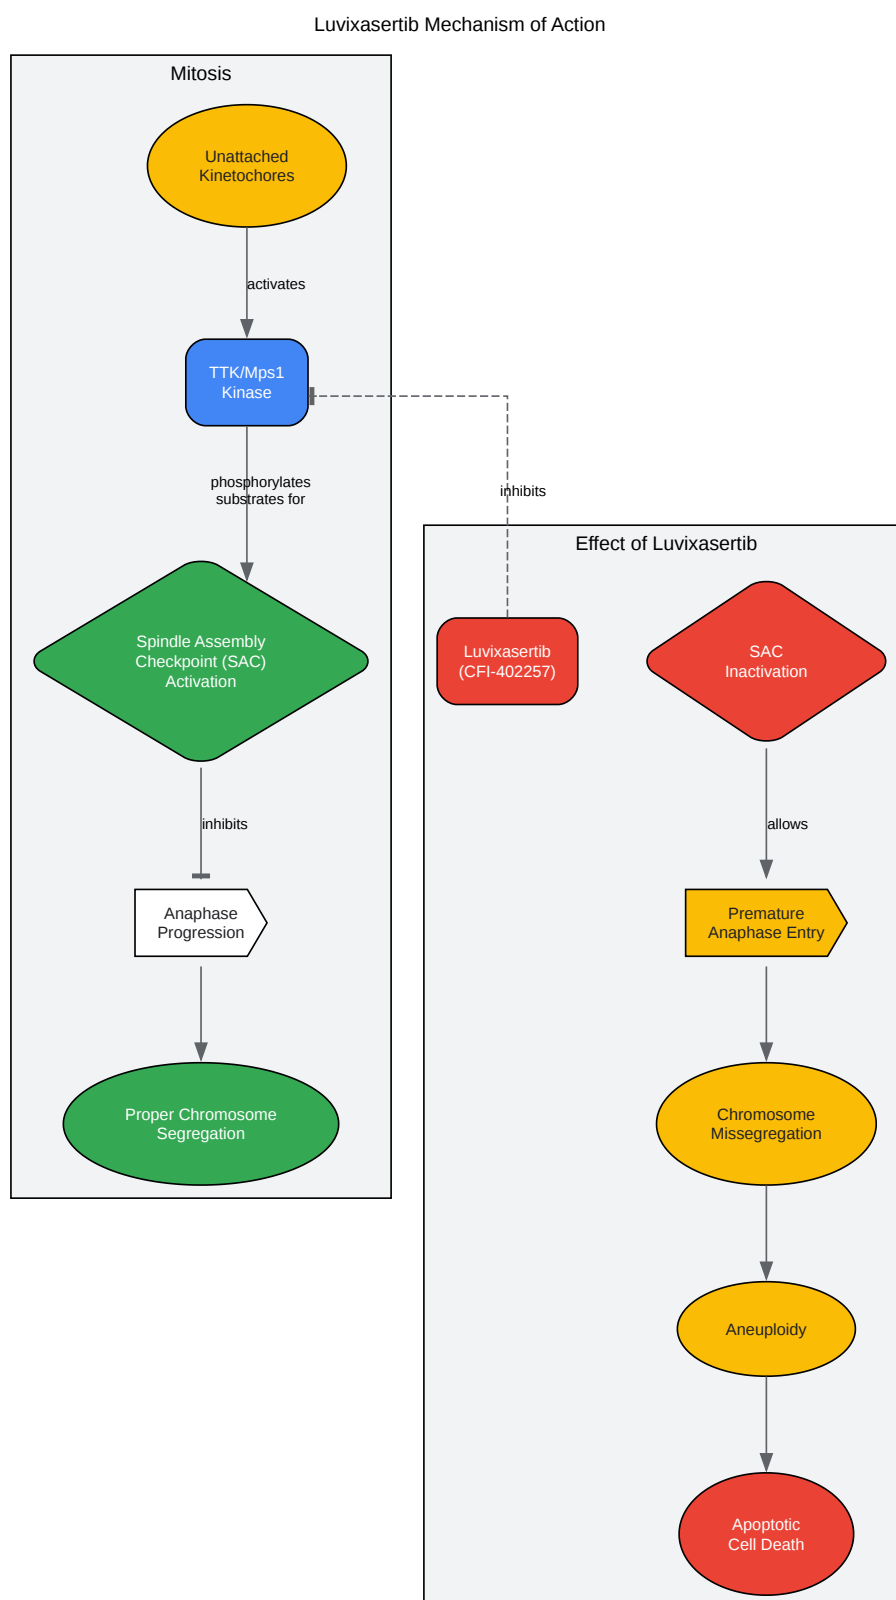 Luvixasertib Mechanism of Action
Mitosis
Unattached
Kinetochores
activates
TTK/Mps1
Kinase
phosphorylates
substrates for
Spindle Assembly
Checkpoint (SAC)
Activation
inhibits
Anaphase
Progression
Proper Chromosome
Segregation
inhibits
Effect of Luvixasertib
Luvixasertib
(CFI-402257)
SAC
Inactivation
allows
Premature
Anaphase Entry
Chromosome
Missegregation
Aneuploidy
Apoptotic
Cell Death